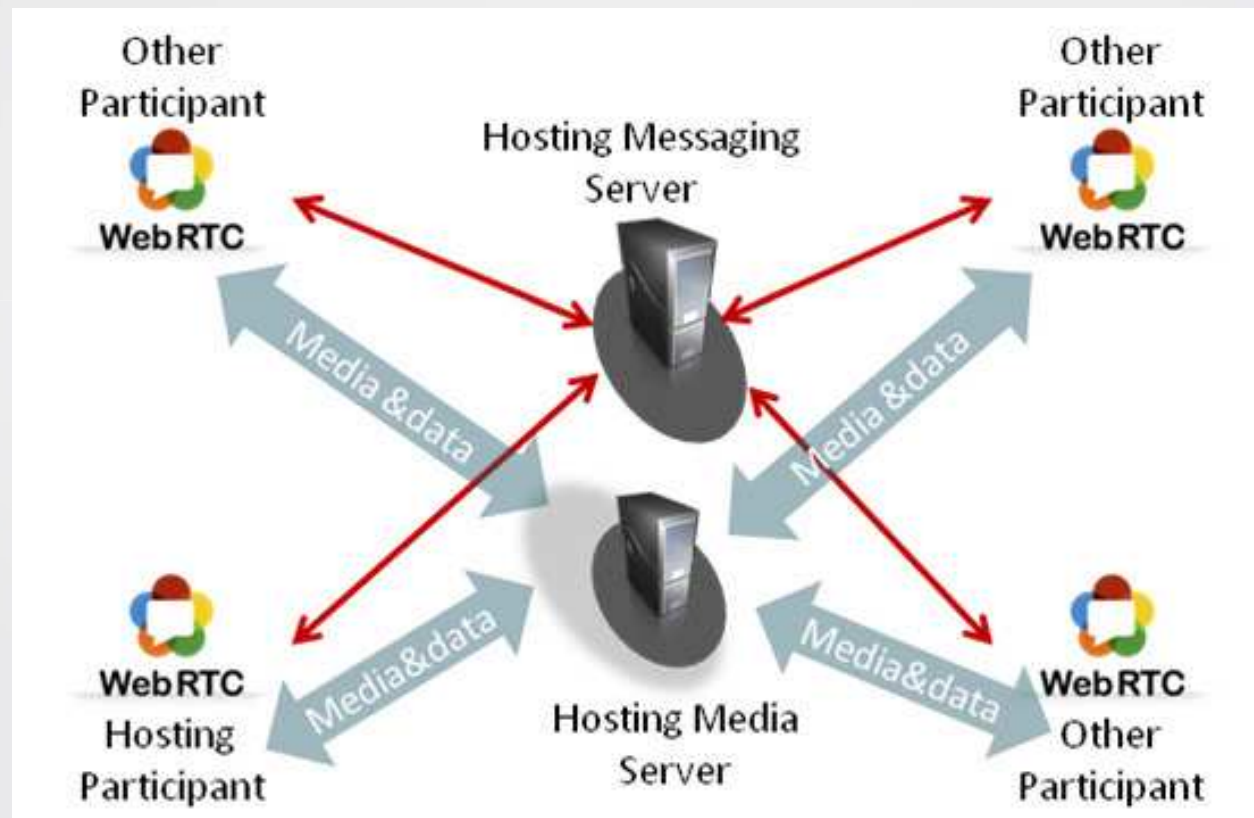 Other
Participant
WebRTC
Other
Participant
WebRTC
Hosting Messaging
Server
Media &data
Media &data
WebRTC
Hosting
Participant
Media&data
Hosting Media
Server
Media&data
WebRTC
Other
Participant